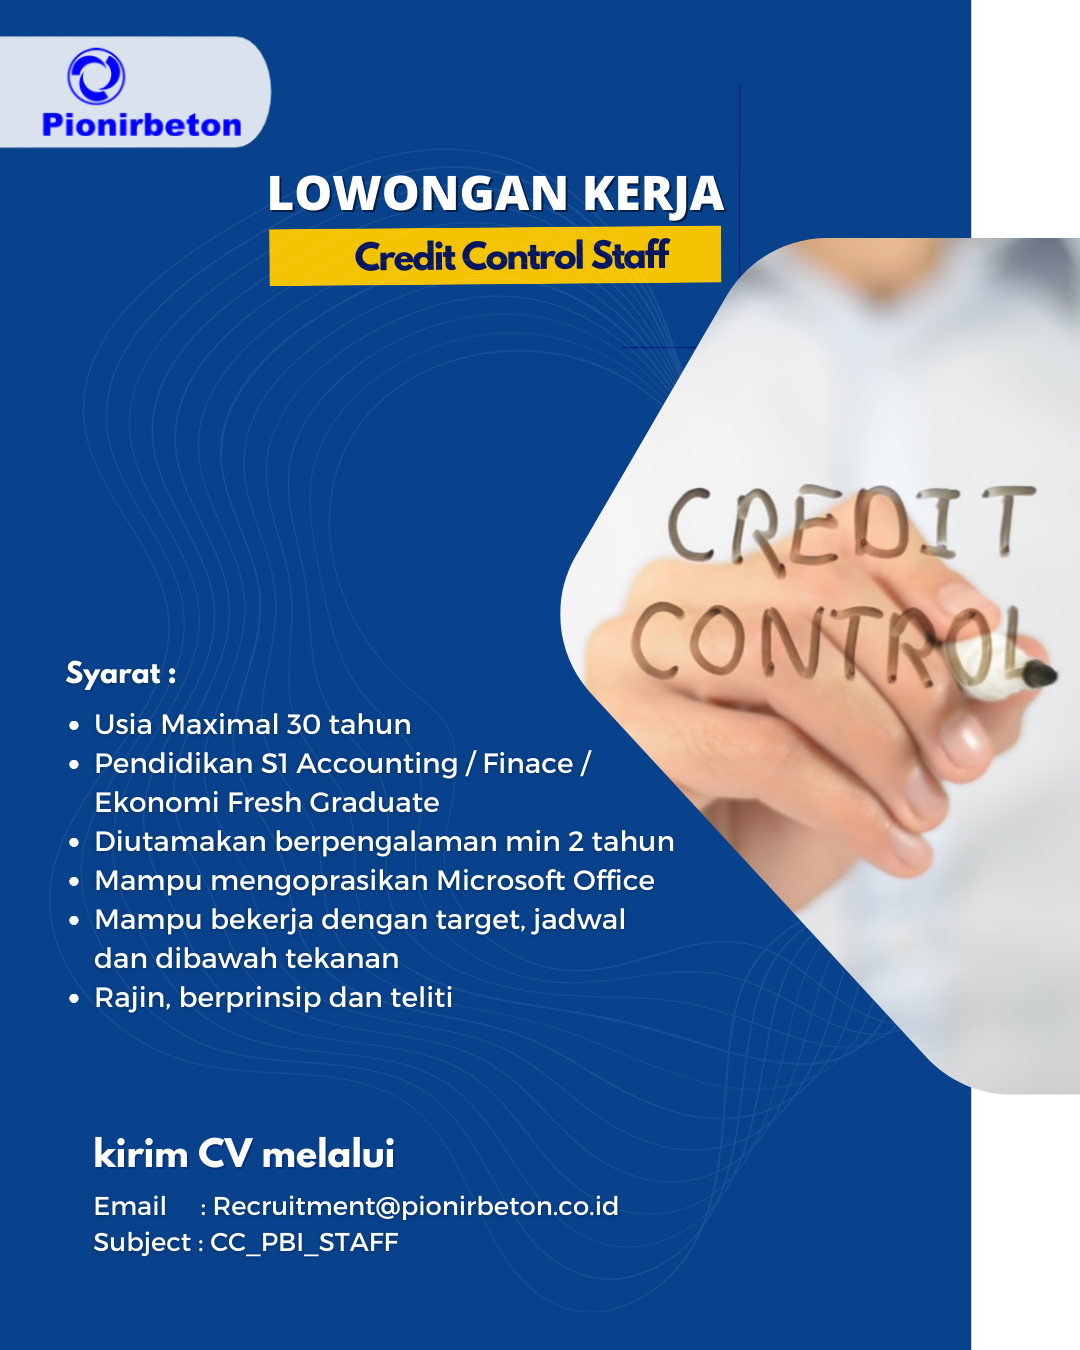 Pionirbeton
LOWONGAN KERJA
Credit Control Staff
CREDIT
CONTROL
Syarat :
• Usia Maximal 30 tahun
• Pendidikan S1 Accounting / Finace /
Ekonomi Fresh Graduate
• Diutamakan berpengalaman min 2 tahun
• Mampu mengoprasikan Microsoft Office
• Mampu bekerja dengan target, jadwal
dan dibawah tekanan
• Rajin, berprinsip dan teliti
kirim CV melalui
Email : Recruitment@pionirbeton.co.id
Subject : CC_PBI_STAFF